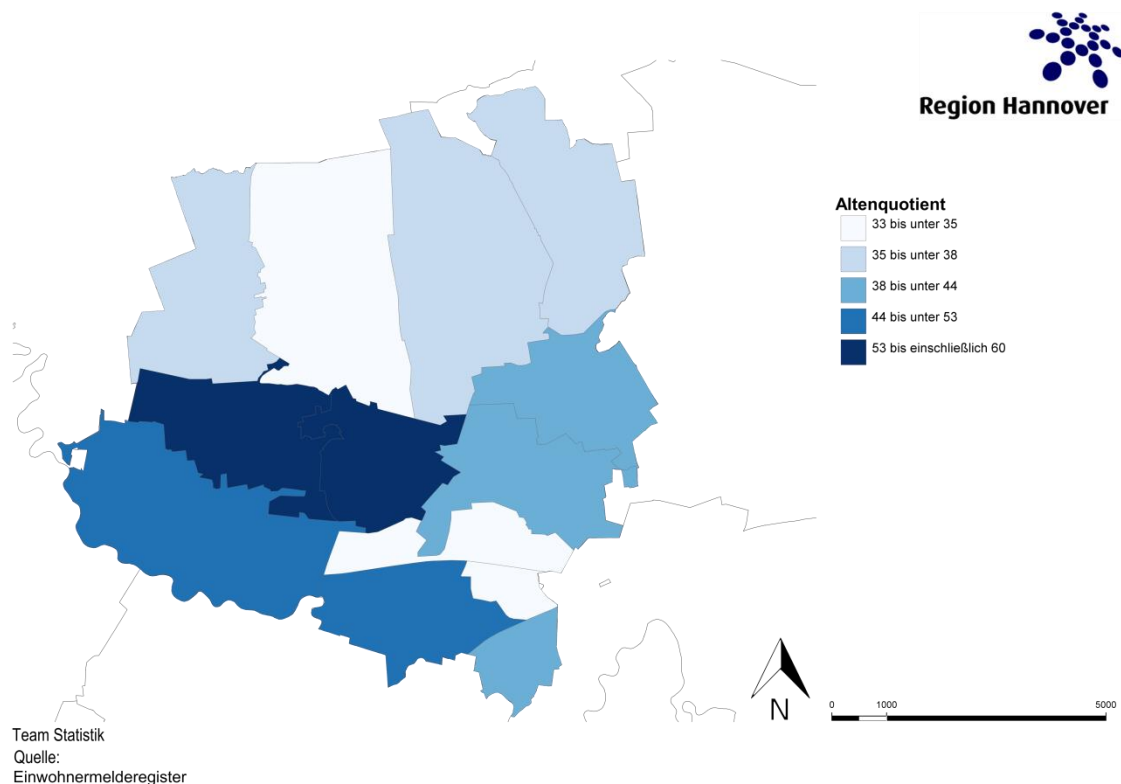 Region Hannover
Altenquotient
33 bis unter 35
35 bis unter 38
38 bis unter 44
44 bis unter 53
53 bis einschließlich 60
N
0 1000 5000
Team Statistik
Quelle:
Einwohnermelderegister